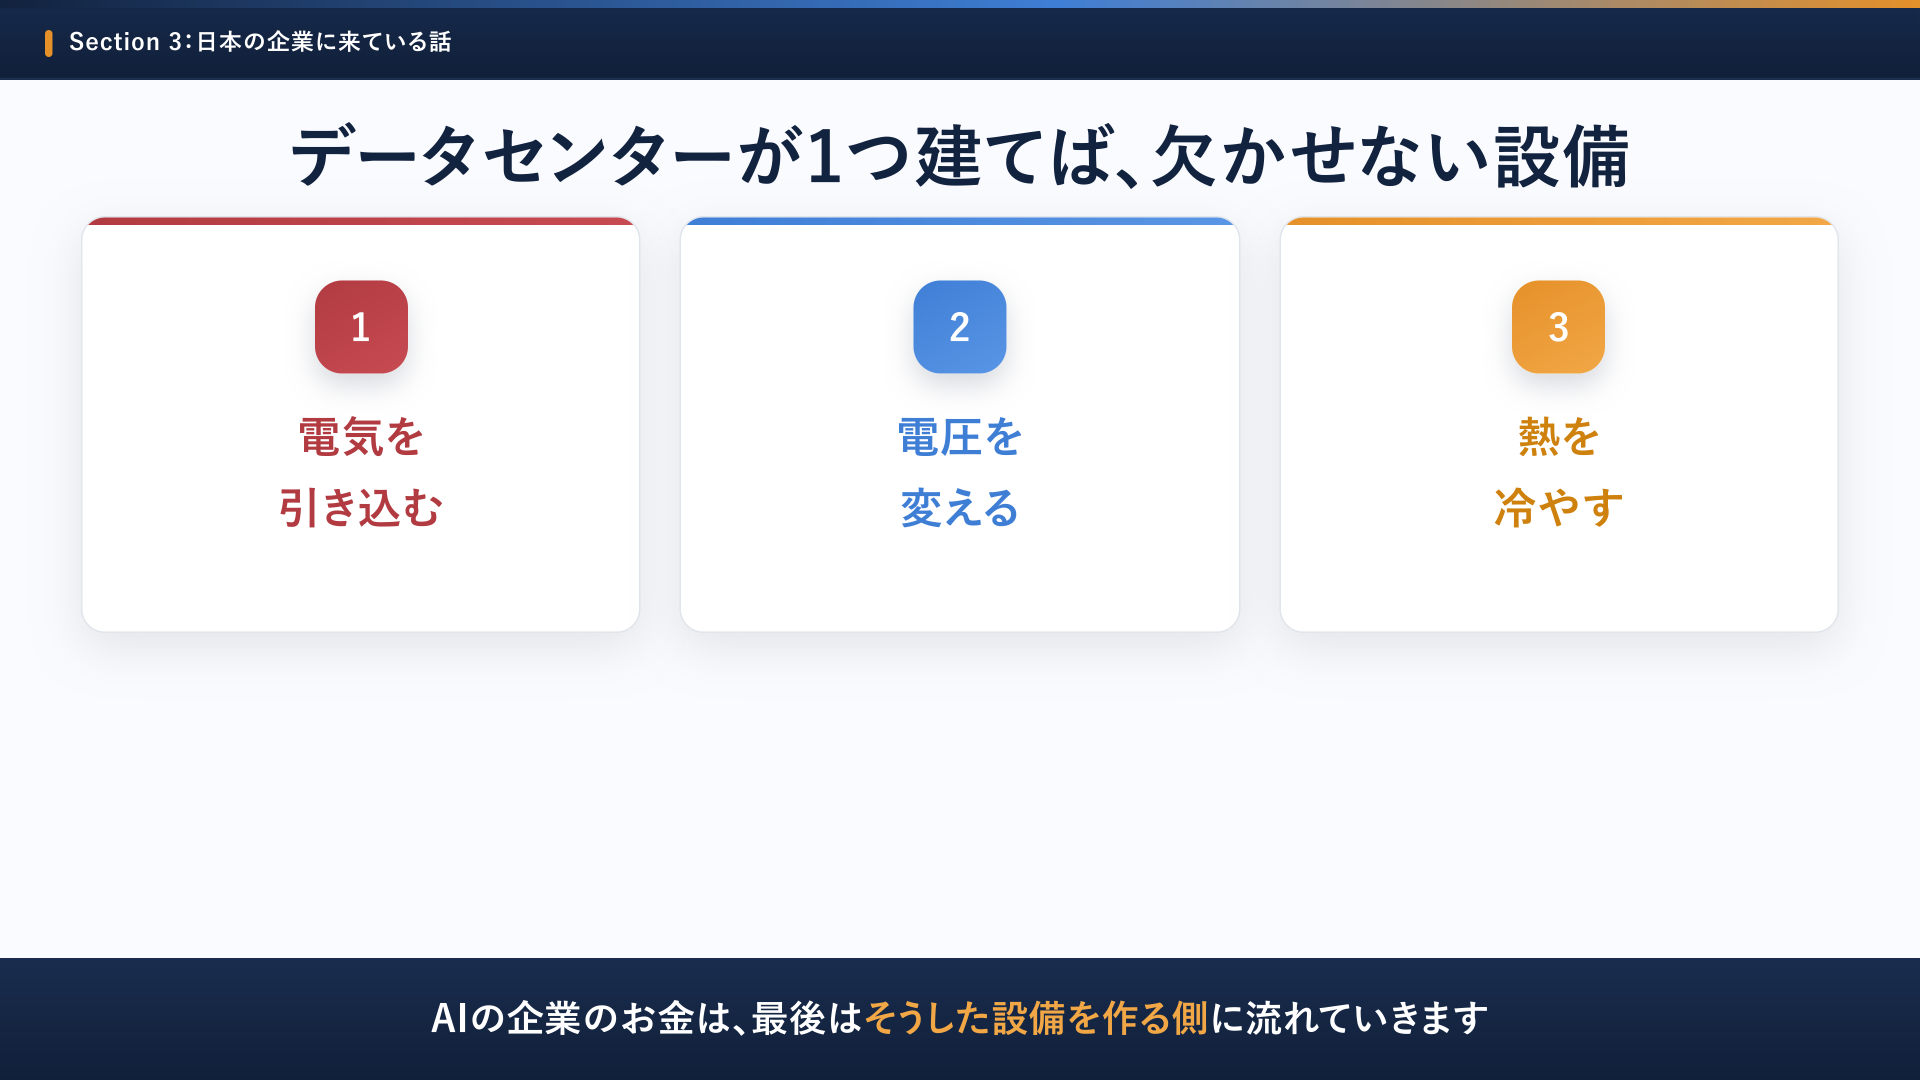 Section 3：日本の企業に来ている話
データセンターが1つ建てば、欠かせない設備
1
電気を
引き込む
2
電圧を
変える
3
熱を
冷やす
AIの企業のお金は、最後はそうした設備を作る側に流れていきます